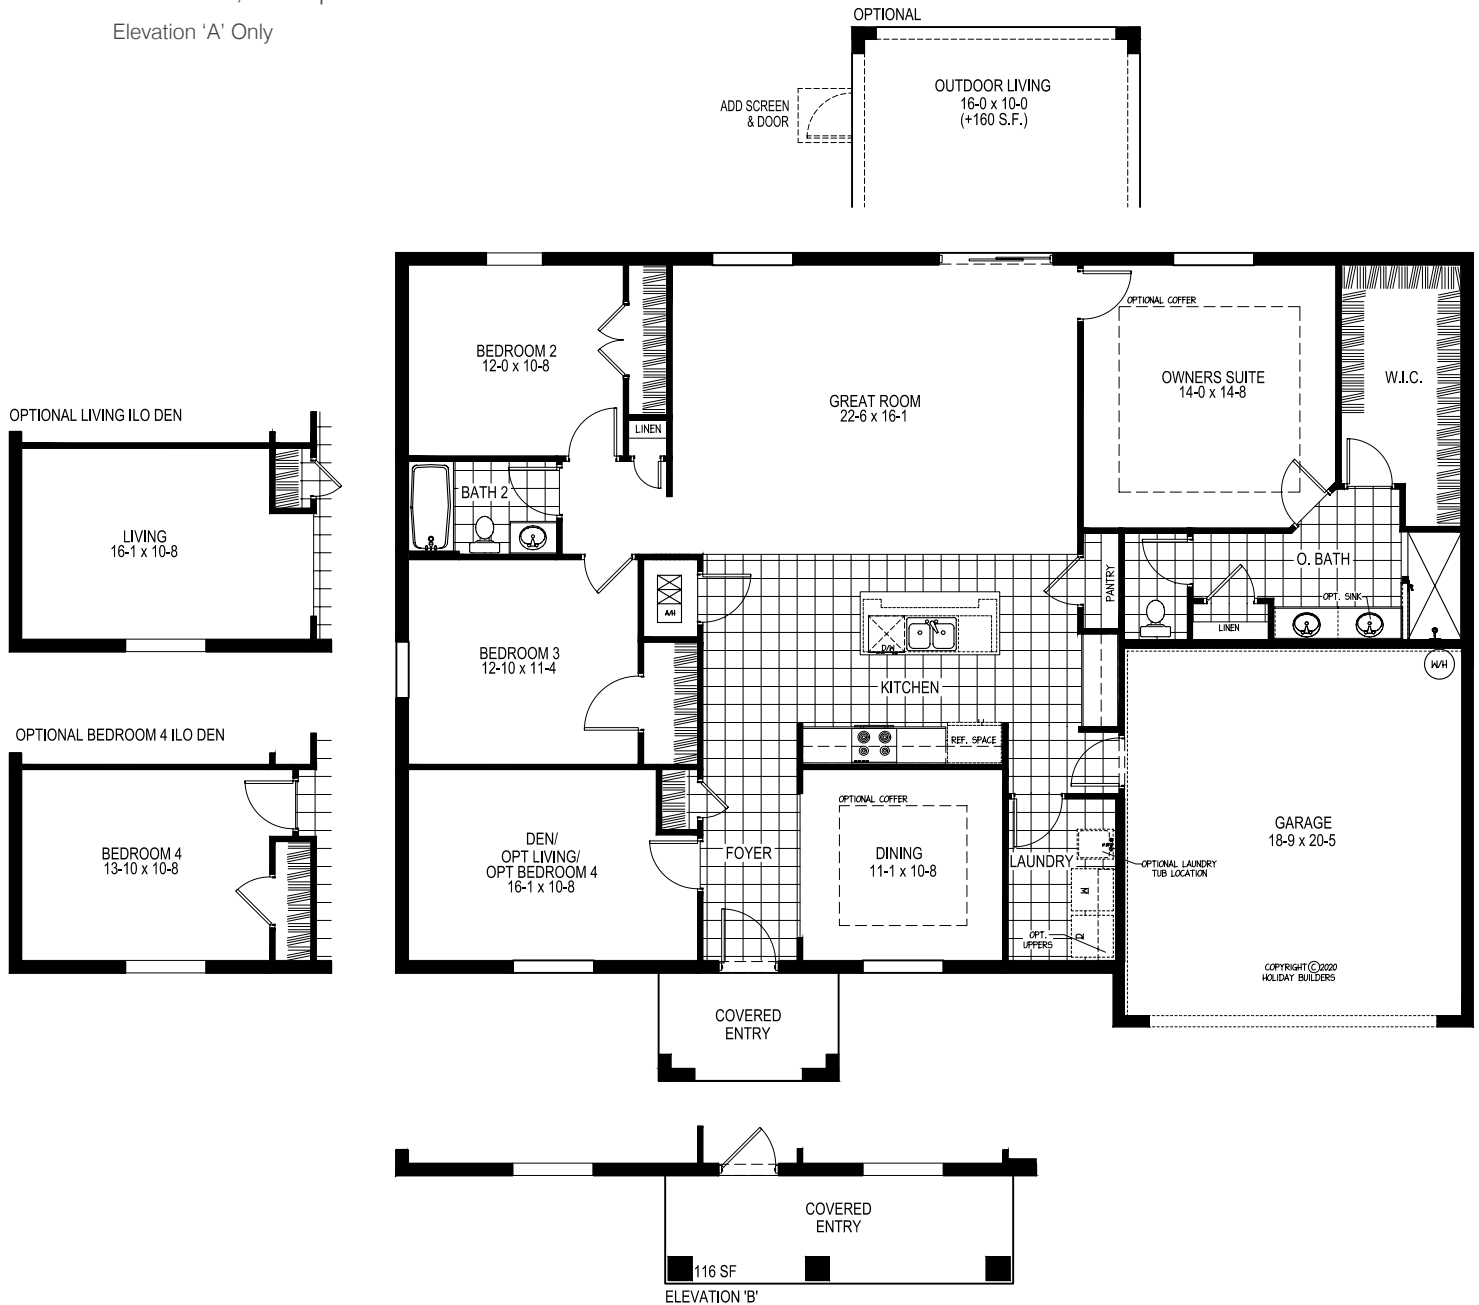 Elevation ‘A’ Only
OPTIONAL
OUTDOOR LIVING
16-0 x 10-0
(+160 S.F.)
ADD SCREEN
& DOOR
OPTIONAL COFFER
BEDROOM 2
12-0 x 10-8
OWNERS SUITE
14-0 x 14-8
W.I.C.
GREAT ROOM
22-6 x 16-1
OPTIONAL LIVING ILO DEN
LINEN
BATH 2
LIVING
16-1 x 10-8
O. BATH
PANTRY
OPT. SINK
A/H
LINEN
D/W
BEDROOM 3
12-10 x 11-4
W/H
KITCHEN
OPTIONAL BEDROOM 4 ILO DEN
REF. SPACE
OPTIONAL COFFER
GARAGE
18-9 x 20-5
DEN/
OPT LIVING/
OPT BEDROOM 4
16-1 x 10-8
BEDROOM 4
13-10 x 10-8
FOYER
DINING
11-1 x 10-8
LAUNDRY
OPTIONAL LAUNDRY
TUB LOCATION
W
D
OPT.
UPPERS
COPYRIGHT © 2020
HOLIDAY BUILDERS
COVERED
ENTRY
COVERED
ENTRY
116 SF
ELEVATION 'B'